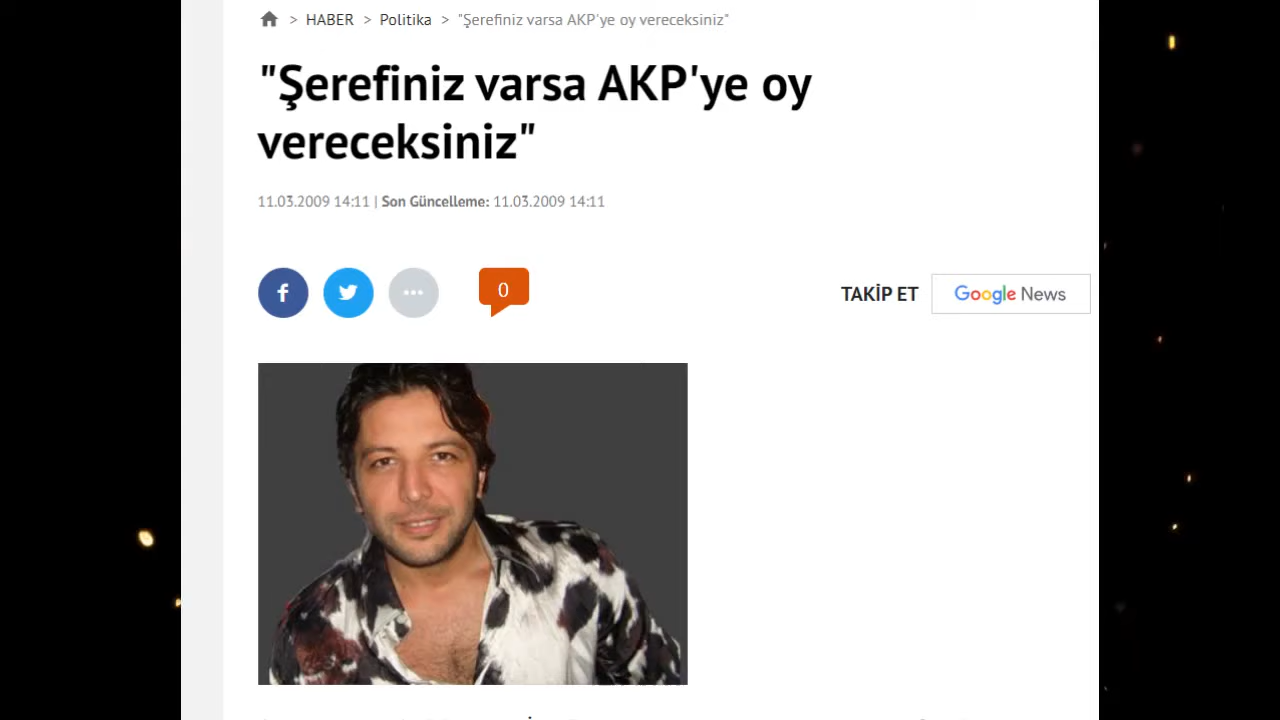 > HABER > Politika > "Şerefiniz varsa AKP'ye oy vereceksiniz"
"Şerefiniz varsa AKP'ye oy
vereceksiniz"
11.03.2009 14:11 | Son Güncelleme: 11.03.2009 14:11
f
0
TAKİP ET
Google News